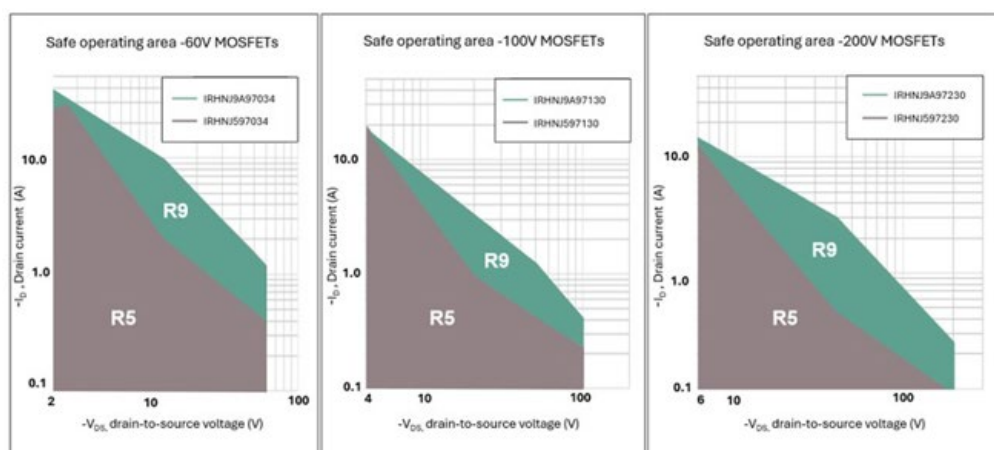 Safe operating area -60V MOSFETs
IRHNJ9A97034
IRHNJ597034
10.0
1.0
0.1
R9
R5
2
10
100
-ID , Drain current (A)
-VDS, drain-to-source voltage (V)
Safe operating area -100V MOSFETs
IRHNJ9A97130
IRHNJ597130
10.0
1.0
0.1
R9
R5
4
10
100
-ID , Drain current (A)
-VDS, drain-to-source voltage (V)
Safe operating area -200V MOSFETs
IRHNJ9A97230
IRHNJ597230
10.0
1.0
0.1
R9
R5
6
10
100
-ID , Drain current (A)
-VDS, drain-to-source voltage (V)